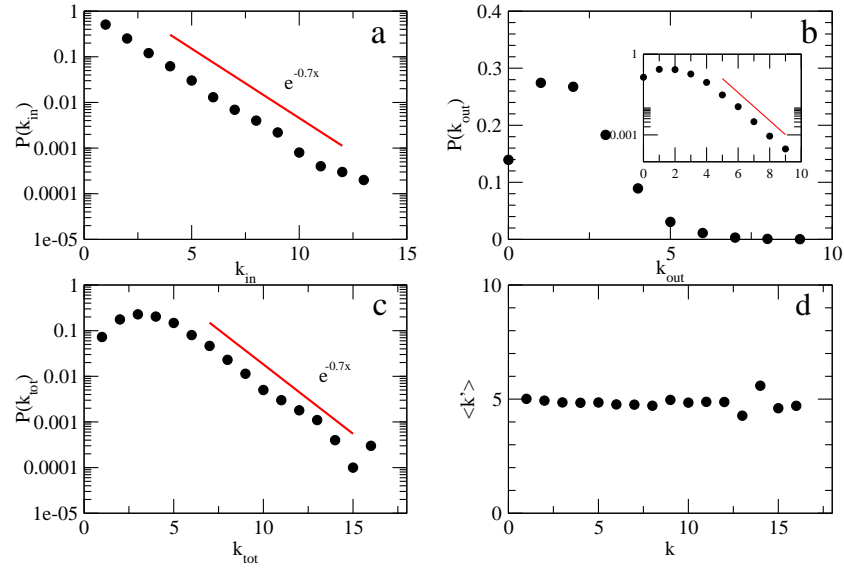 a
1
0.1
0.01
0.001
0.0001
1e-05
P(k_in)
e^-0.7x
0 5 10 15
k_in
b
0.4
0.3
0.2
0.1
0
P(k_out)
1
0.001
0 2 4 6 8 10
0 5 10
k_out
c
1
0.1
0.01
0.001
0.0001
1e-05
P(k_tot)
e^-0.7x
0 5 10 15
k_tot
d
10
5
0
<k'>
0 5 10 15
k